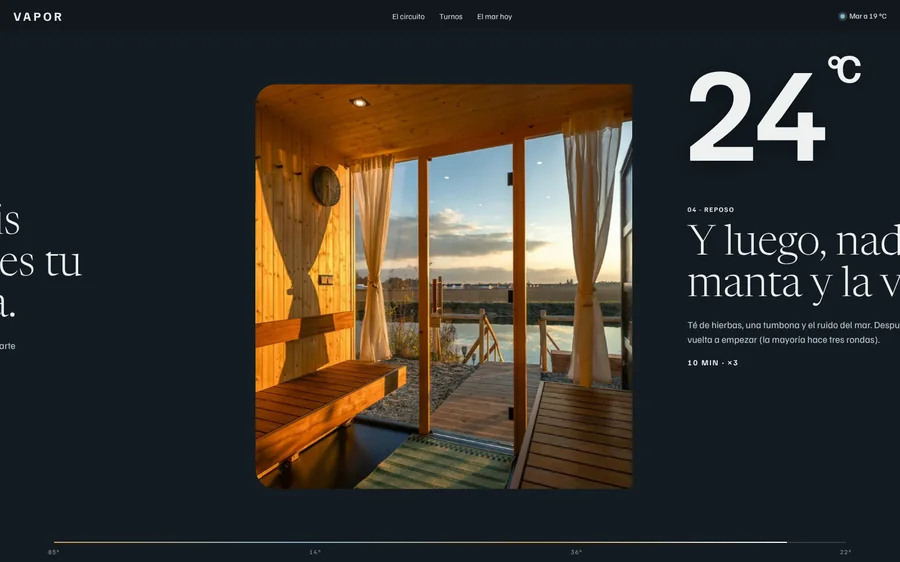 VAPOR
El circuito
Turnos
El mar hoy
Mar a 19 °C
es tu
a.
arte
24 °C
04 - REPOSO
Y luego, nad
manta y la v
Té de hierbas, una tumbona y el ruido del mar. Despu
vuelta a empezar (la mayoría hace tres rondas).
10 MIN · ×3
85°
14°
36°
22°